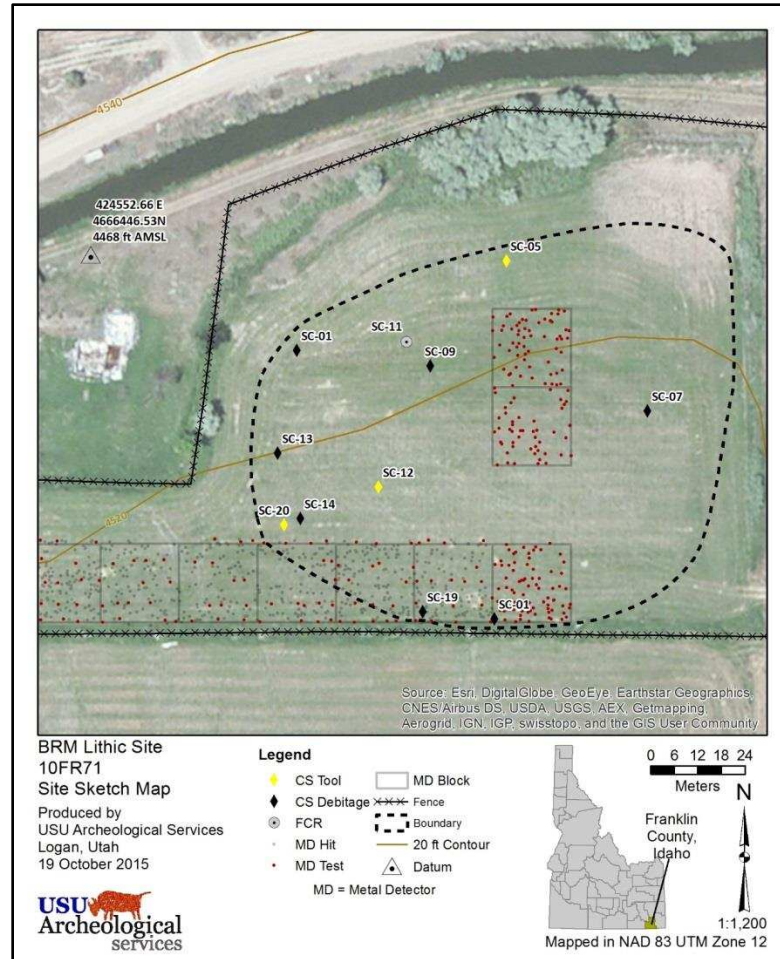 4540
424552.66 E
4666446.53N
4468 ft AMSL
SC-05
SC-01
SC-11
SC-09
SC-07
SC-13
SC-12
SC-20
SC-14
4520
SC-19
SC-01
Source: Esri, DigitalGlobe, GeoEye, Earthstar Geographics,
CNES/Airbus DS, USDA, USGS, AEX, Getmapping,
Aerogrid, IGN, IGP, swisstopo, and the GIS User Community
BRM Lithic Site
10FR71
Site Sketch Map
Produced by
USU Archeological Services
Logan, Utah
19 October 2015
USU
Archeological
services
Legend
CS Tool
CS Debitage
FCR
MD Hit
MD Test
MD Block
Fence
Boundary
20 ft Contour
Datum
MD = Metal Detector
0 6 12 18 24
Meters
N
Franklin
County,
Idaho
1:1,200
Mapped in NAD 83 UTM Zone 12